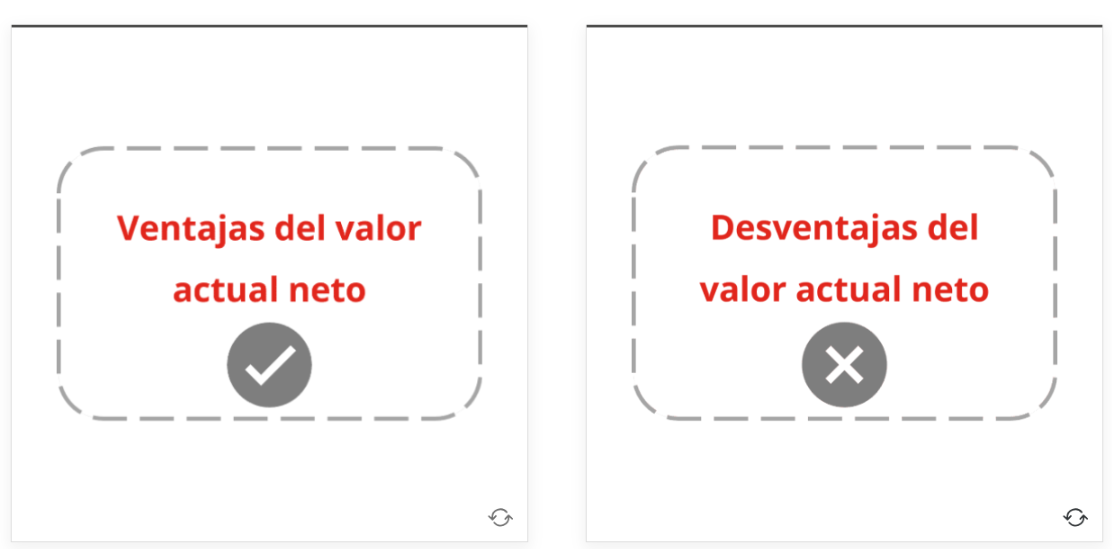 Ventajas del valor
actual neto
Desventajas del
valor actual neto